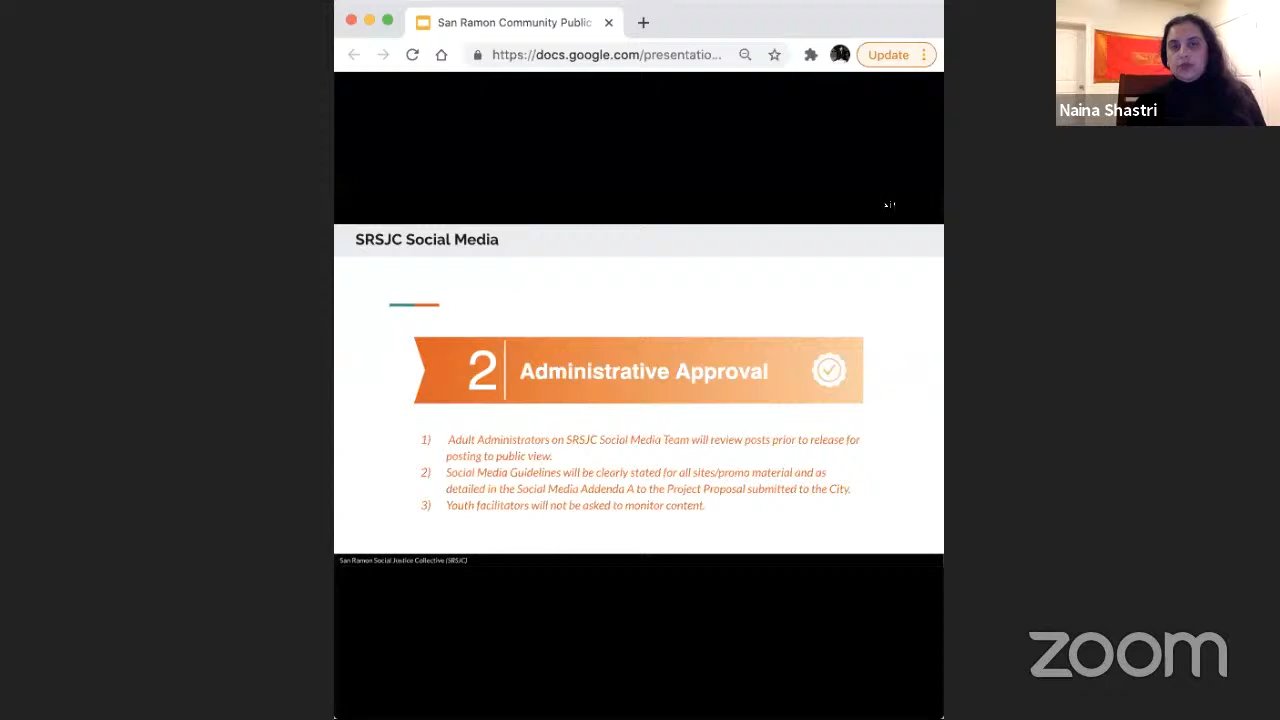 San Ramon Community Public
https://docs.google.com/presentatio...
Update
Naina Shastri
SRSJC Social Media
2
Administrative Approval
1) Adult Administrators on SRSJC Social Media Team will review posts prior to release for
posting to public view.
2) Social Media Guidelines will be clearly stated for all sites/promo material and as
detailed in the Social Media Addenda A to the Project Proposal submitted to the City.
3) Youth facilitators will not be asked to monitor content.
San Ramon Social Justice Collective (SRSJC)
zoom